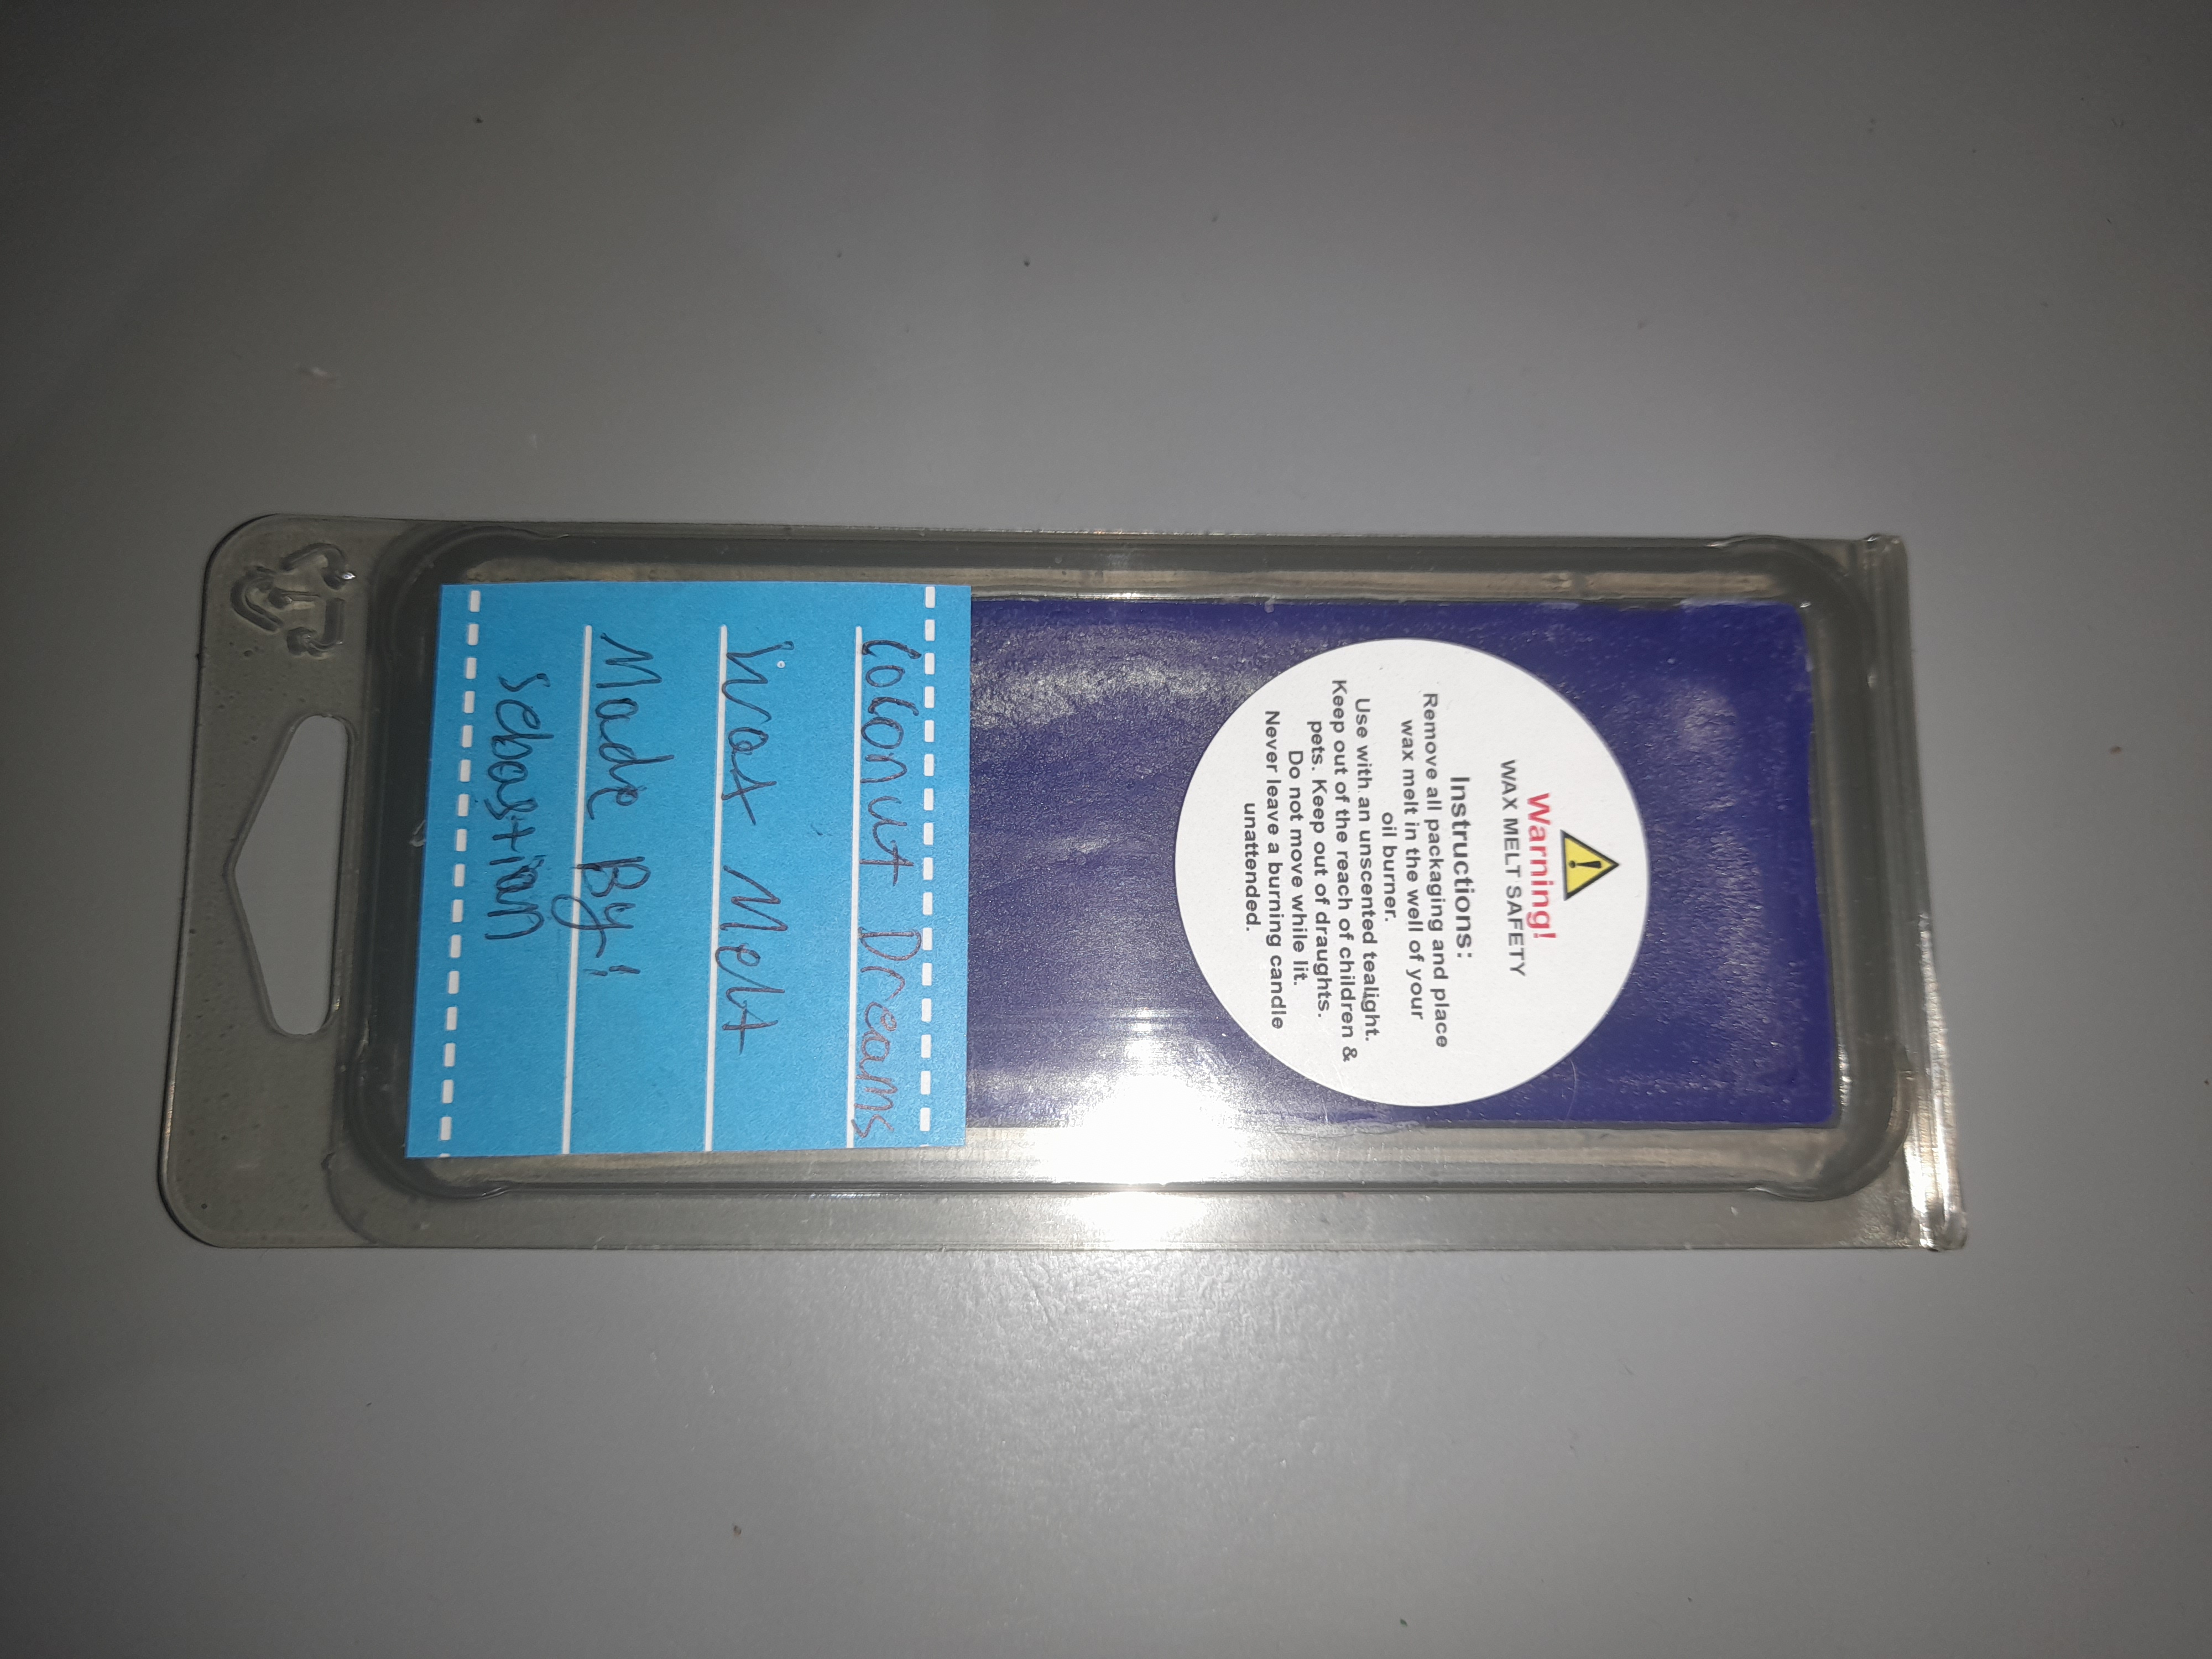 Coconut Dreams
Snap Melt
Made By:
Sebastian
Warning!
WAX MELT SAFETY
Instructions:
Remove all packaging and place
wax melt in the well of your
oil burner.
Use with an unscented tealight.
Keep out of the reach of children &
pets. Keep out of draughts.
Do not move while lit.
Never leave a burning candle
unattended.